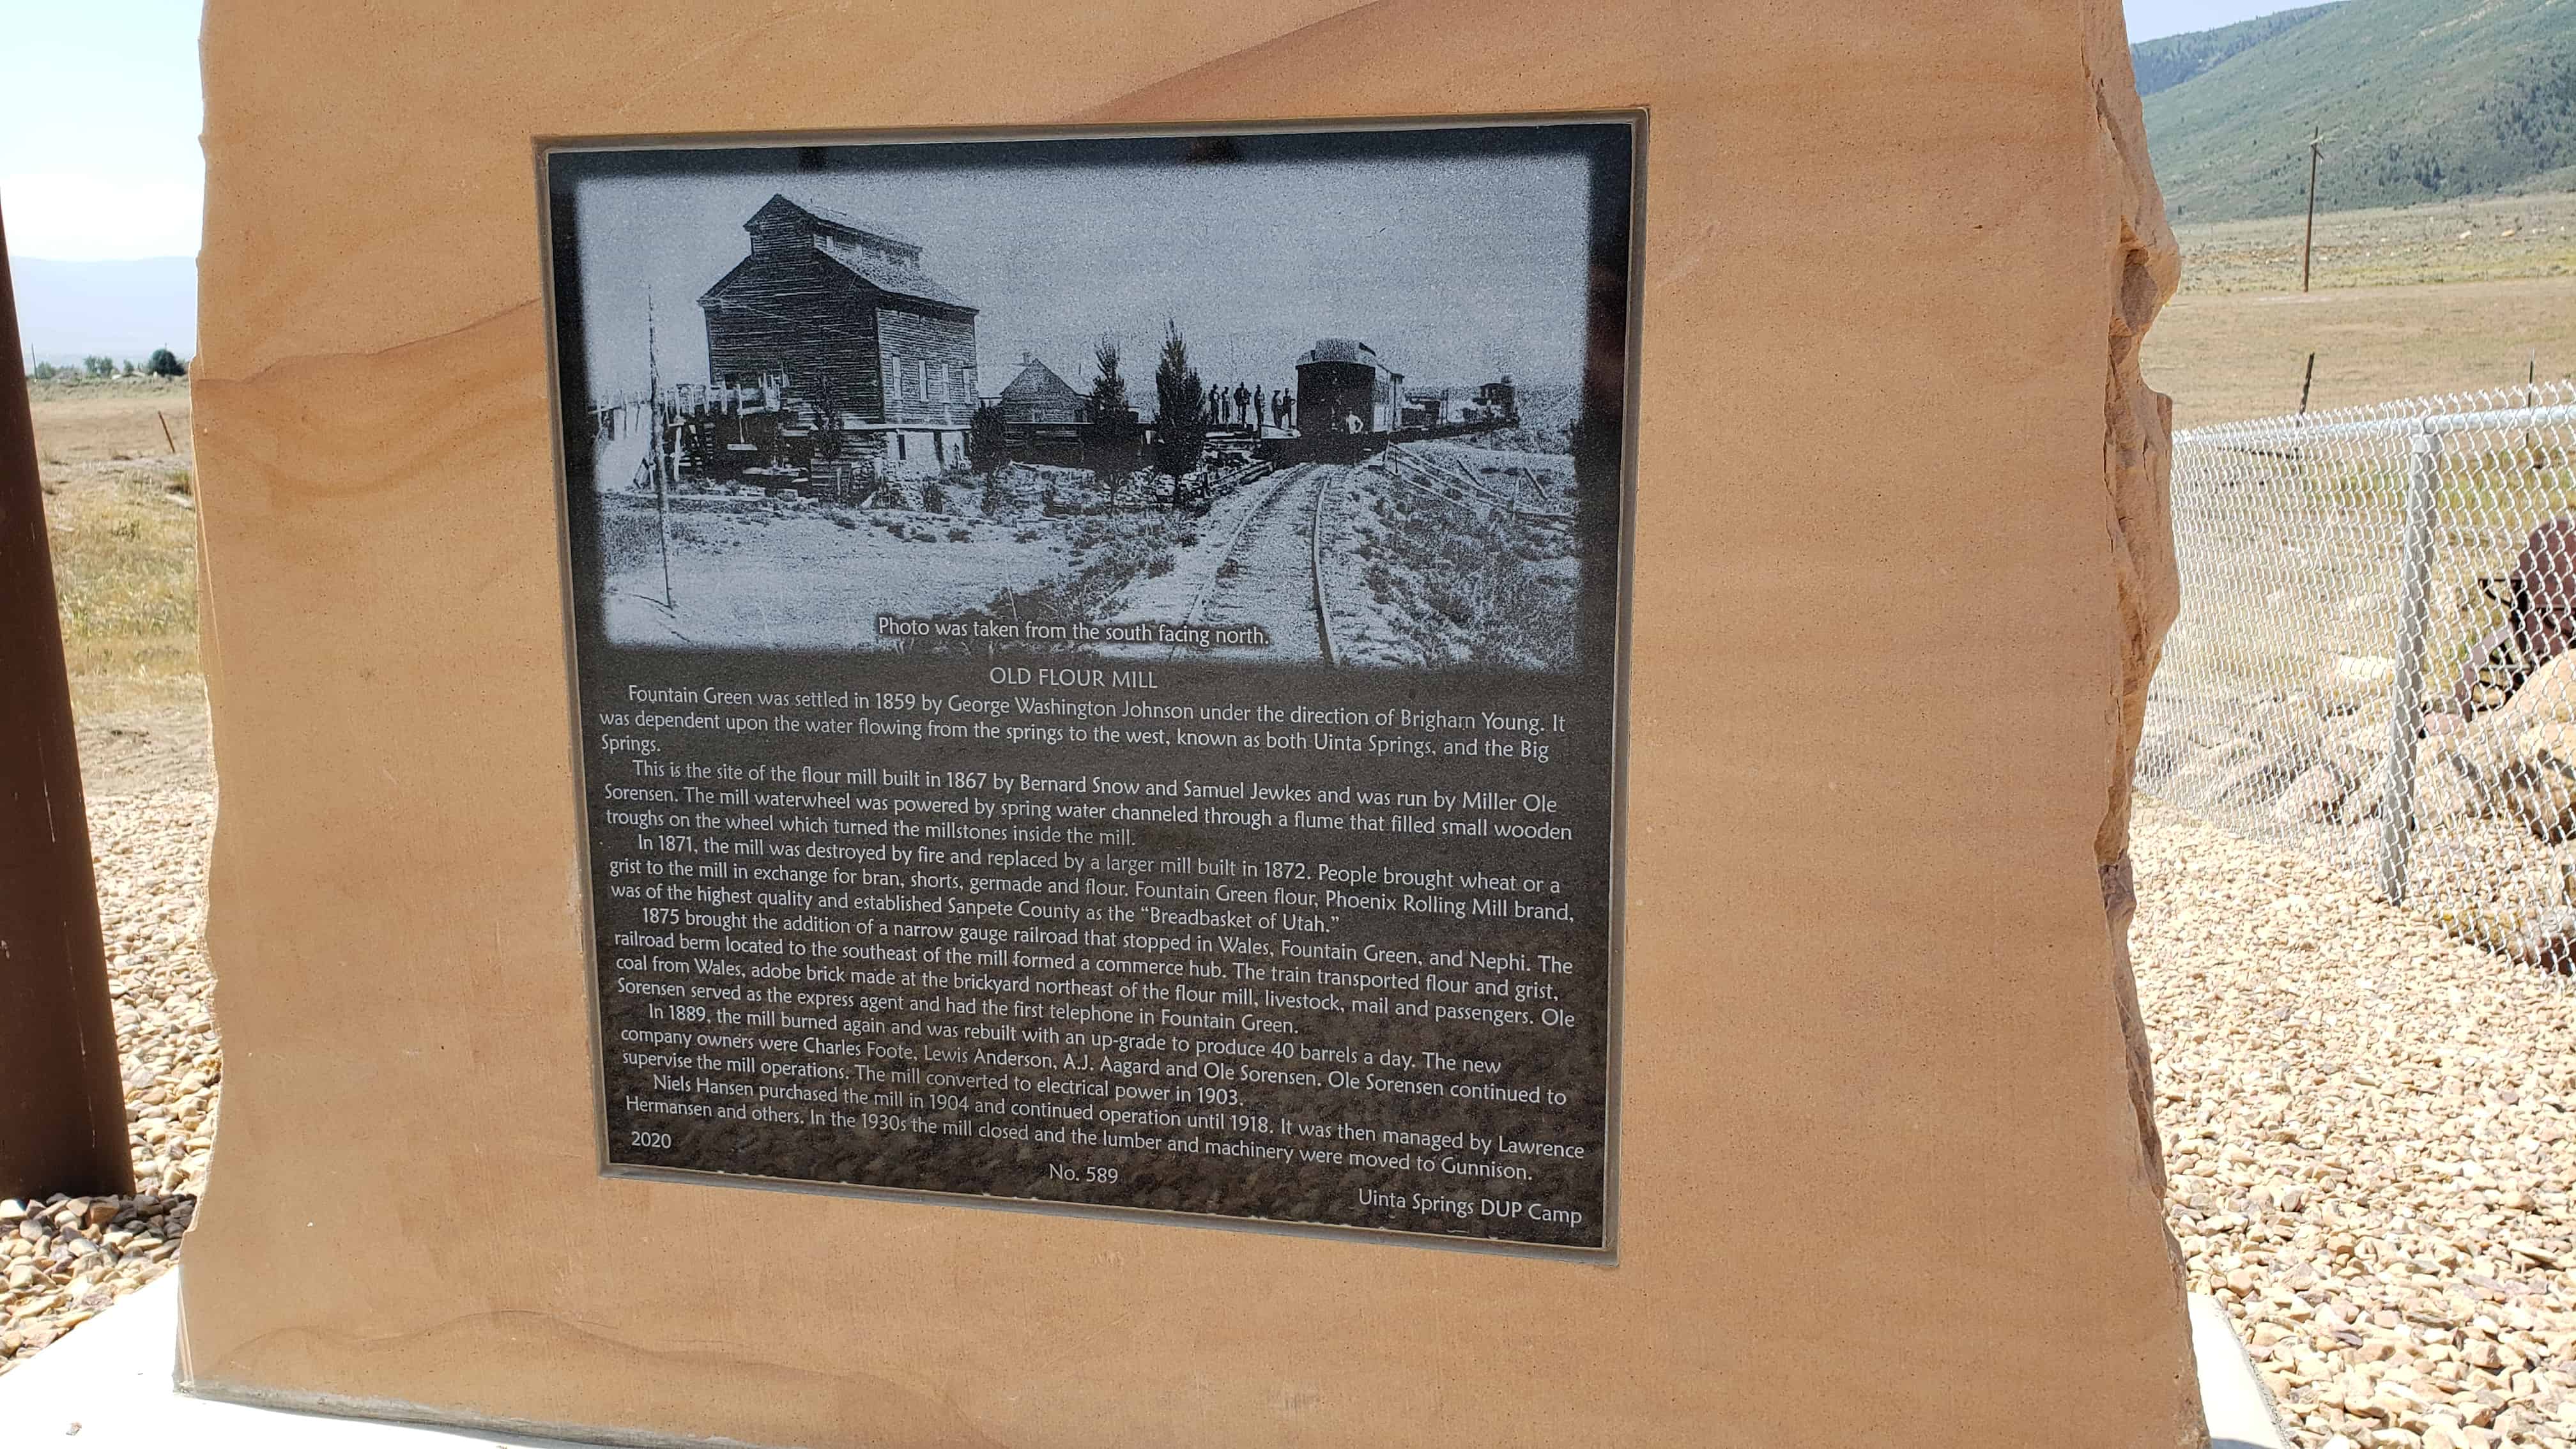 Photo was taken from the south facing north.
OLD FLOUR MILL
Fountain Green was settled in 1859 by George Washington Johnson under the direction of Brigham Young. It
was dependent upon the water flowing from the springs to the west, known as both Uinta Springs, and the Big
Springs.
This is the site of the flour mill built in 1867 by Bernard Snow and Samuel Jewkes and was run by Miller Ole
Sorensen. The mill waterwheel was powered by spring water channeled through a flume that filled small wooden
troughs on the wheel which turned the millstones inside the mill.
In 1871, the mill was destroyed by fire and replaced by a larger mill built in 1872. People brought wheat or a
grist to the mill in exchange for bran, shorts, germade and flour. Fountain Green flour, Phoenix Rolling Mill brand,
was of the highest quality and established Sanpete County as the “Breadbasket of Utah.”
1875 brought the addition of a narrow gauge railroad that stopped in Wales, Fountain Green, and Nephi. The
railroad berm located to the southeast of the mill formed a commerce hub. The train transported flour and grist,
coal from Wales, adobe brick made at the brickyard northeast of the flour mill, livestock, mail and passengers. Ole
Sorensen served as the express agent and had the first telephone in Fountain Green.
In 1889, the mill burned again and was rebuilt with an up-grade to produce 40 barrels a day. The new
company owners were Charles Foote, Lewis Anderson, A.J. Aagard and Ole Sorensen. Ole Sorensen continued to
supervise the mill operations. The mill converted to electrical power in 1903.
Niels Hansen purchased the mill in 1904 and continued operation until 1918. It was then managed by Lawrence
Hermansen and others. In the 1930s the mill closed and the lumber and machinery were moved to Gunnison.
2020
No. 589
Uinta Springs DUP Camp